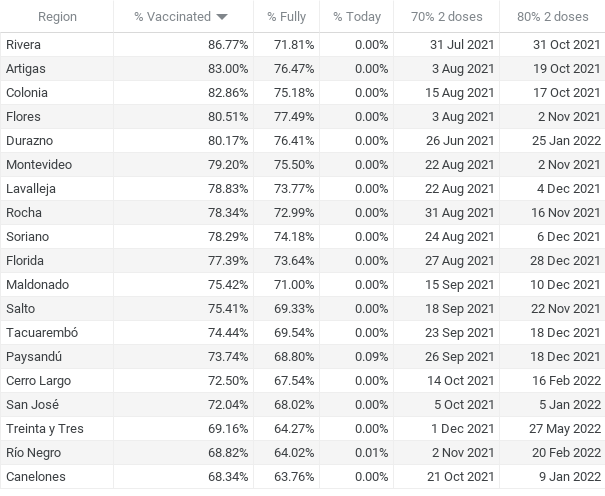 Region % Vaccinated % Fully % Today 70% 2 doses 80% 2 doses
Rivera 86.77% 71.81% 0.00% 31 Jul 2021 31 Oct 2021
Artigas 83.00% 76.47% 0.00% 3 Aug 2021 19 Oct 2021
Colonia 82.86% 75.18% 0.00% 15 Aug 2021 17 Oct 2021
Flores 80.51% 77.49% 0.00% 3 Aug 2021 2 Nov 2021
Durazno 80.17% 76.41% 0.00% 26 Jun 2021 25 Jan 2022
Montevideo 79.20% 75.50% 0.00% 22 Aug 2021 2 Nov 2021
Lavalleja 78.83% 73.77% 0.00% 22 Aug 2021 4 Dec 2021
Rocha 78.34% 72.99% 0.00% 31 Aug 2021 16 Nov 2021
Soriano 78.29% 74.18% 0.00% 24 Aug 2021 6 Dec 2021
Florida 77.39% 73.64% 0.00% 27 Aug 2021 28 Dec 2021
Maldonado 75.42% 71.00% 0.00% 15 Sep 2021 10 Dec 2021
Salto 75.41% 69.33% 0.00% 18 Sep 2021 22 Nov 2021
Tacuarembó 74.44% 69.54% 0.00% 23 Sep 2021 18 Dec 2021
Paysandú 73.74% 68.80% 0.09% 26 Sep 2021 18 Dec 2021
Cerro Largo 72.50% 67.54% 0.00% 14 Oct 2021 16 Feb 2022
San José 72.04% 68.02% 0.00% 5 Oct 2021 5 Jan 2022
Treinta y Tres 69.16% 64.27% 0.00% 1 Dec 2021 27 May 2022
Río Negro 68.82% 64.02% 0.01% 2 Nov 2021 20 Feb 2022
Canelones 68.34% 63.76% 0.00% 21 Oct 2021 9 Jan 2022